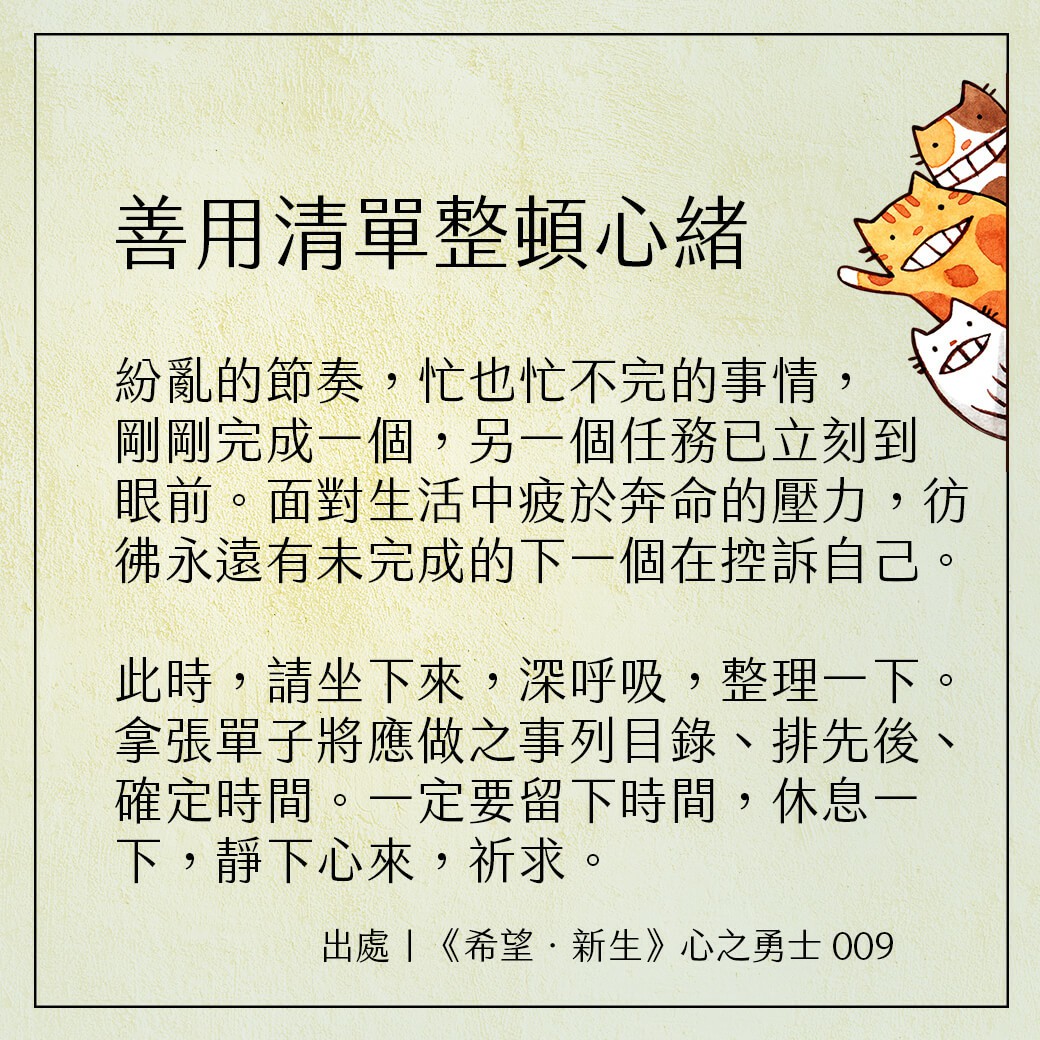 善用清單整頓心緒
紛亂的節奏，忙也忙不完的事情，
剛剛完成一個，另一個任務已立刻到
眼前。面對生活中疲於奔命的壓力，彷
彿永遠有未完成的下一個在控訴自己。
此時，請坐下來，深呼吸，整理一下。
拿張單子將應做之事列目錄、排先後、
確定時間。一定要留下時間，休息一
下，靜下心來，祈求。
出處｜《希望．新生》心之勇士 009